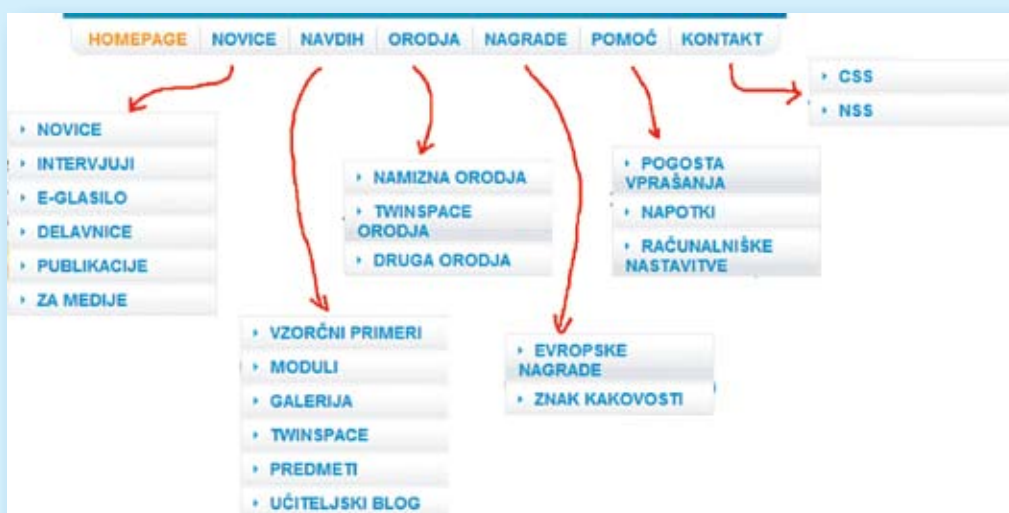 HOMEPAGE NOVICE NAVDIH ORODJA NAGRADE POMOČ KONTAKT
NOVICE
INTERVJUJI
E-GLASILO
DELAVNICE
PUBLIKACIJE
ZA MEDIJE
VZORČNI PRIMERI
MODULI
GALERIJA
TWINSPACE
PREDMETI
UČITELJSKI BLOG
NAMIZNA ORODJA
TWINSPACE
ORODJA
DRUGA ORODJA
EVROPSKE
NAGRADE
ZNAK KAKOVOSTI
POGOSTA
VPRAŠANJA
NAPOTKI
RAČUNALNIŠKE
NASTAVITVE
CSS
NSS